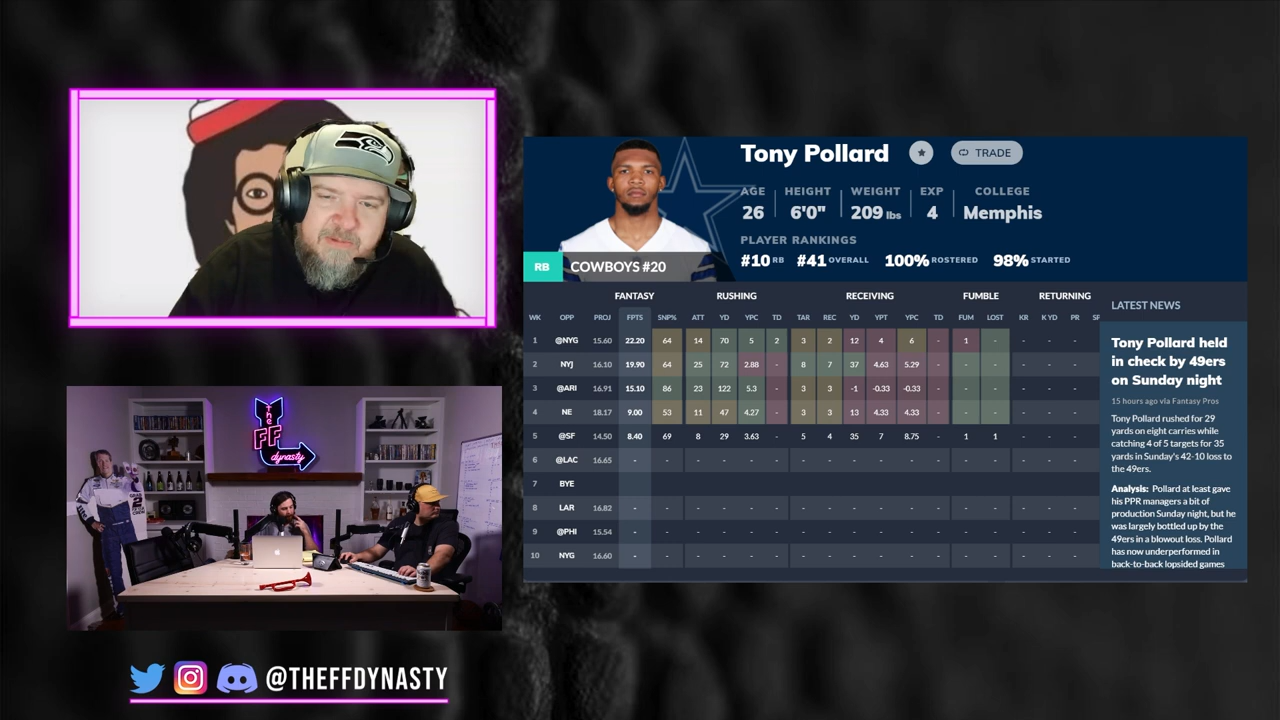 Tony Pollard
TRADE
AGE HEIGHT WEIGHT EXP COLLEGE
26 6'0" 209 lbs 4 Memphis
PLAYER RANKINGS
#10 RB #41 OVERALL 100% ROSTERED 98% STARTED
RB COWBOYS #20
FANTASY RUSHING RECEIVING FUMBLE RETURNING
WK OPP PROJ FPTS SNP% ATT YD YPC TD TAR REC YD YPT YPC TD FUM LOST KR K YD PR
1 @NYG 15.60 22.20 64 14 70 5 2 3 2 12 4 6 - 1 - - - -
2 NYJ 16.10 19.90 64 25 72 2.88 - 8 7 37 4.63 5.29 - - - - - -
3 @ARI 16.91 15.10 86 23 122 5.3 - 3 3 -1 -0.33 -0.33 - - - - - -
4 NE 18.17 9.00 53 11 47 4.27 - 3 3 13 4.33 4.33 - - - - - -
5 @SF 14.50 8.40 69 8 29 3.63 - 5 4 35 7 8.75 - 1 1 - - -
6 @LAC 16.65 - - - - - - - - - - - - - - - - -
7 BYE
8 LAR 16.82 - - - - - - - - - - - - - - - - -
9 @PHI 15.54 - - - - - - - - - - - - - - - - -
10 NYG 16.60 - - - - - - - - - - - - - - - - -
LATEST NEWS
Tony Pollard held
in check by 49ers
on Sunday night
15 hours ago via Fantasy Pros
Tony Pollard rushed for 29
yards on eight carries while
catching 4 of 5 targets for 35
yards in Sunday's 42-10 loss to
the 49ers.
Analysis: Pollard at least gave
his PPR managers a bit of
production Sunday night, but he
was largely bottled up by the
49ers in a blowout loss. Pollard
has now underperformed in
back-to-back lopsided games
The
FF
dynasty
@THEFFDYNASTY